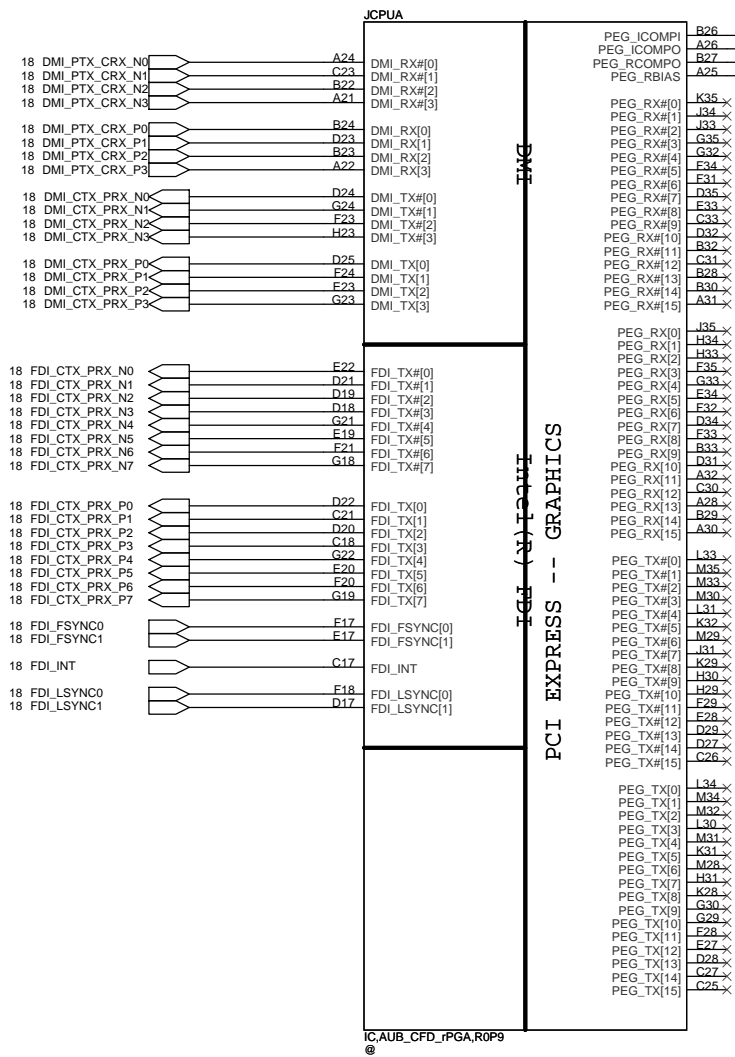 JCPUA
18 DMI_PTX_CRX_N0 A24 DMI_RX#[0]
18 DMI_PTX_CRX_N1 C23 DMI_RX#[1]
18 DMI_PTX_CRX_N2 B22 DMI_RX#[2]
18 DMI_PTX_CRX_N3 A21 DMI_RX#[3]
18 DMI_PTX_CRX_P0 B24 DMI_RX[0]
18 DMI_PTX_CRX_P1 D23 DMI_RX[1]
18 DMI_PTX_CRX_P2 B23 DMI_RX[2]
18 DMI_PTX_CRX_P3 A22 DMI_RX[3]
18 DMI_CTX_PRX_N0 D24 DMI_TX#[0]
18 DMI_CTX_PRX_N1 G24 DMI_TX#[1]
18 DMI_CTX_PRX_N2 F23 DMI_TX#[2]
18 DMI_CTX_PRX_N3 H23 DMI_TX#[3]
18 DMI_CTX_PRX_P0 D25 DMI_TX[0]
18 DMI_CTX_PRX_P1 F24 DMI_TX[1]
18 DMI_CTX_PRX_P2 E23 DMI_TX[2]
18 DMI_CTX_PRX_P3 G23 DMI_TX[3]
18 FDI_CTX_PRX_N0 E22 FDI_TX#[0]
18 FDI_CTX_PRX_N1 D21 FDI_TX#[1]
18 FDI_CTX_PRX_N2 D19 FDI_TX#[2]
18 FDI_CTX_PRX_N3 D18 FDI_TX#[3]
18 FDI_CTX_PRX_N4 G21 FDI_TX#[4]
18 FDI_CTX_PRX_N5 E19 FDI_TX#[5]
18 FDI_CTX_PRX_N6 F21 FDI_TX#[6]
18 FDI_CTX_PRX_N7 G18 FDI_TX#[7]
18 FDI_CTX_PRX_P0 D22 FDI_TX[0]
18 FDI_CTX_PRX_P1 C21 FDI_TX[1]
18 FDI_CTX_PRX_P2 D20 FDI_TX[2]
18 FDI_CTX_PRX_P3 C18 FDI_TX[3]
18 FDI_CTX_PRX_P4 G22 FDI_TX[4]
18 FDI_CTX_PRX_P5 E20 FDI_TX[5]
18 FDI_CTX_PRX_P6 F20 FDI_TX[6]
18 FDI_CTX_PRX_P7 G19 FDI_TX[7]
18 FDI_FSYNC0 F17 FDI_FSYNC[0]
18 FDI_FSYNC1 E17 FDI_FSYNC[1]
18 FDI_INT C17 FDI_INT
18 FDI_LSYNC0 F18 FDI_LSYNC[0]
18 FDI_LSYNC1 D17 FDI_LSYNC[1]
DMI
Intel(R) FDI
PCI EXPRESS -- GRAPHICS
PEG_ICOMPI B26
PEG_ICOMPO A26
PEG_RCOMPO B27
PEG_RBIAS A25
PEG_RX#[0] K35
PEG_RX#[1] J34
PEG_RX#[2] J33
PEG_RX#[3] G35
PEG_RX#[4] G32
PEG_RX#[5] F34
PEG_RX#[6] F31
PEG_RX#[7] D35
PEG_RX#[8] E33
PEG_RX#[9] C33
PEG_RX#[10] D32
PEG_RX#[11] B32
PEG_RX#[12] C31
PEG_RX#[13] B28
PEG_RX#[14] B30
PEG_RX#[15] A31
PEG_RX[0] J35
PEG_RX[1] H34
PEG_RX[2] H33
PEG_RX[3] F35
PEG_RX[4] G33
PEG_RX[5] E34
PEG_RX[6] F32
PEG_RX[7] D34
PEG_RX[8] F33
PEG_RX[9] B33
PEG_RX[10] D31
PEG_RX[11] A32
PEG_RX[12] C30
PEG_RX[13] A28
PEG_RX[14] B29
PEG_RX[15] A30
PEG_TX#[0] L33
PEG_TX#[1] M35
PEG_TX#[2] M33
PEG_TX#[3] M30
PEG_TX#[4] L31
PEG_TX#[5] K32
PEG_TX#[6] M29
PEG_TX#[7] J31
PEG_TX#[8] K29
PEG_TX#[9] H30
PEG_TX#[10] H29
PEG_TX#[11] F29
PEG_TX#[12] E28
PEG_TX#[13] D29
PEG_TX#[14] D27
PEG_TX#[15] C26
PEG_TX[0] L34
PEG_TX[1] M34
PEG_TX[2] M32
PEG_TX[3] L30
PEG_TX[4] M31
PEG_TX[5] K31
PEG_TX[6] M28
PEG_TX[7] H31
PEG_TX[8] K28
PEG_TX[9] G30
PEG_TX[10] G29
PEG_TX[11] F28
PEG_TX[12] E27
PEG_TX[13] D28
PEG_TX[14] C27
PEG_TX[15] C25
IC,AUB_CFD_rPGA,R0P9
@